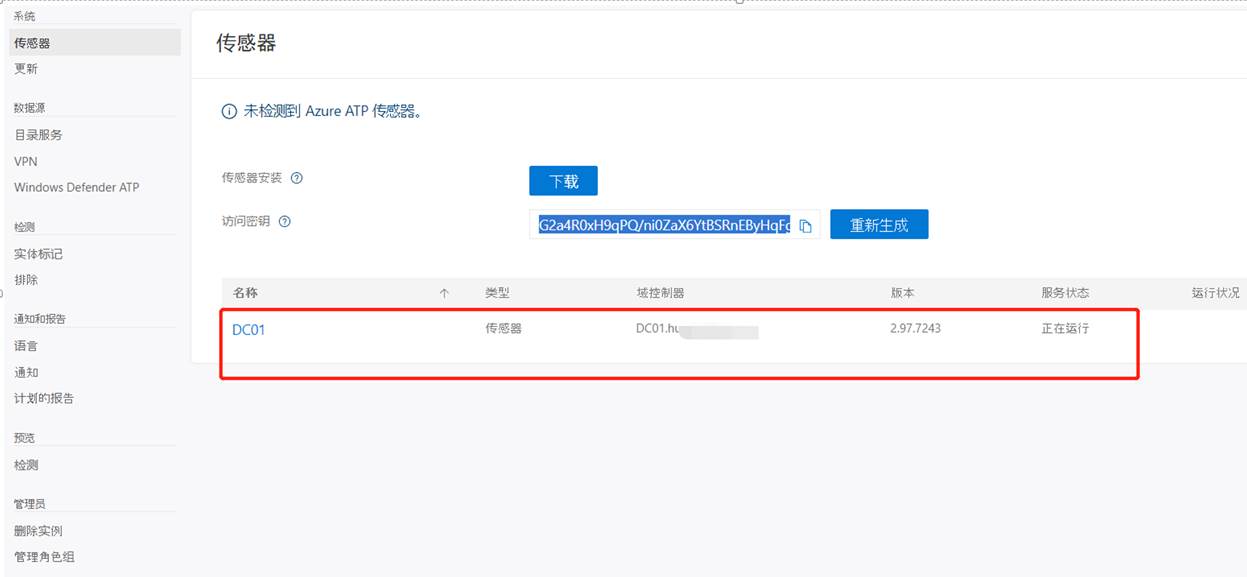 系统
传感器
更新
数据源
目录服务
VPN
Windows Defender ATP
检测
实体标记
排除
通知和报告
语言
通知
计划的报告
预览
检测
管理员
删除实例
管理角色组
传感器
未检测到 Azure ATP 传感器。
传感器安装
下载
访问密钥
G2a4R0xH9qPQ/ni0ZaX6YtBSRnEByHqF
重新生成
名称 类型 域控制器 版本 服务状态 运行状况
DC01 传感器 DC01.hu 2.97.7243 正在运行